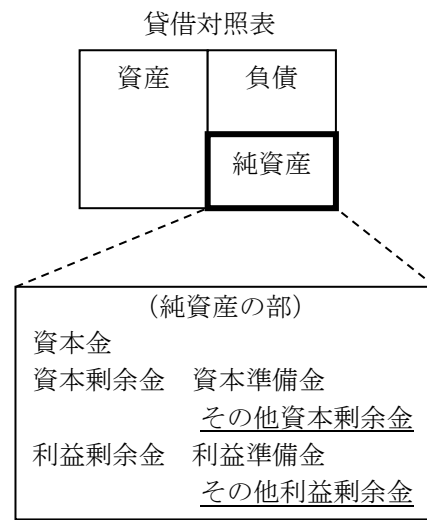 貸借対照表
資産 負債
純資産
(純資産の部)
資本金
資本剰余金 資本準備金
その他資本剰余金
利益剰余金 利益準備金
その他利益剰余金